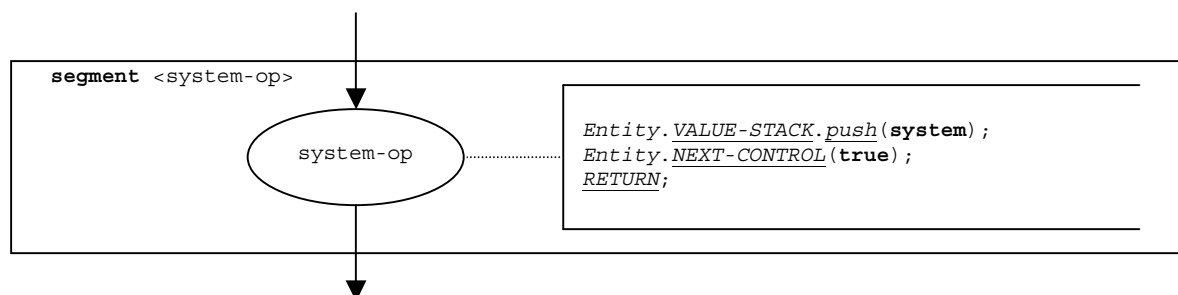 segment <system-op>
system-op
Entity.VALUE-STACK.push(system);
Entity.NEXT-CONTROL(true);
RETURN;